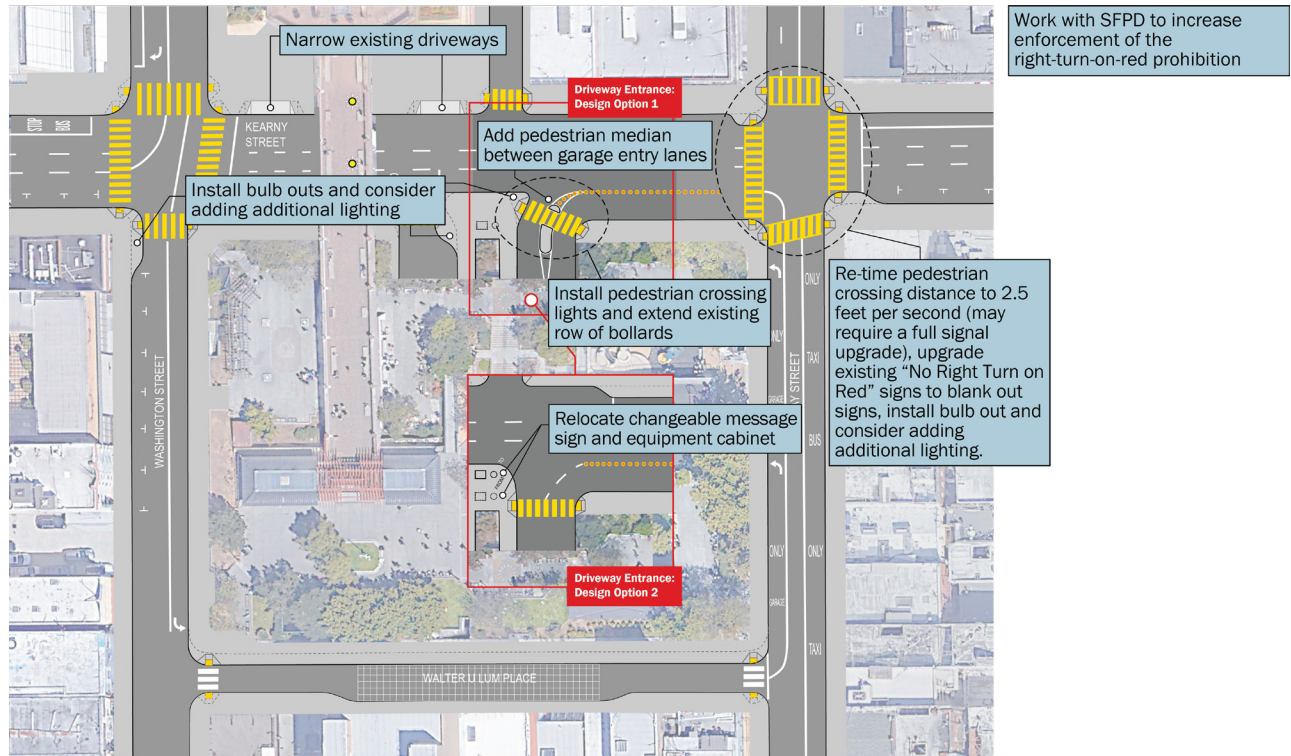 Work with SFPD to increase
enforcement of the
right-turn-on-red prohibition
Narrow existing driveways
Driveway Entrance:
Design Option 1
STOP
BUS
KEARNY
STREET
Add pedestrian median
between garage entry lanes
Install bulb outs and consider
adding additional lighting
Re-time pedestrian
crossing distance to 2.5
feet per second (may
require a full signal
upgrade), upgrade
existing “No Right Turn on
Red” signs to blank out
signs, install bulb out and
consider adding
additional lighting.
Install pedestrian crossing
lights and extend existing
row of bollards
ONLY
ONLY
TAXI
GARAGE
STREET
WASHINGTON STREET
Relocate changeable message
sign and equipment cabinet
BUS
ONLY
ONLY
Driveway Entrance:
Design Option 2
GARAGE
TAXI
WALTER U LUM PLACE